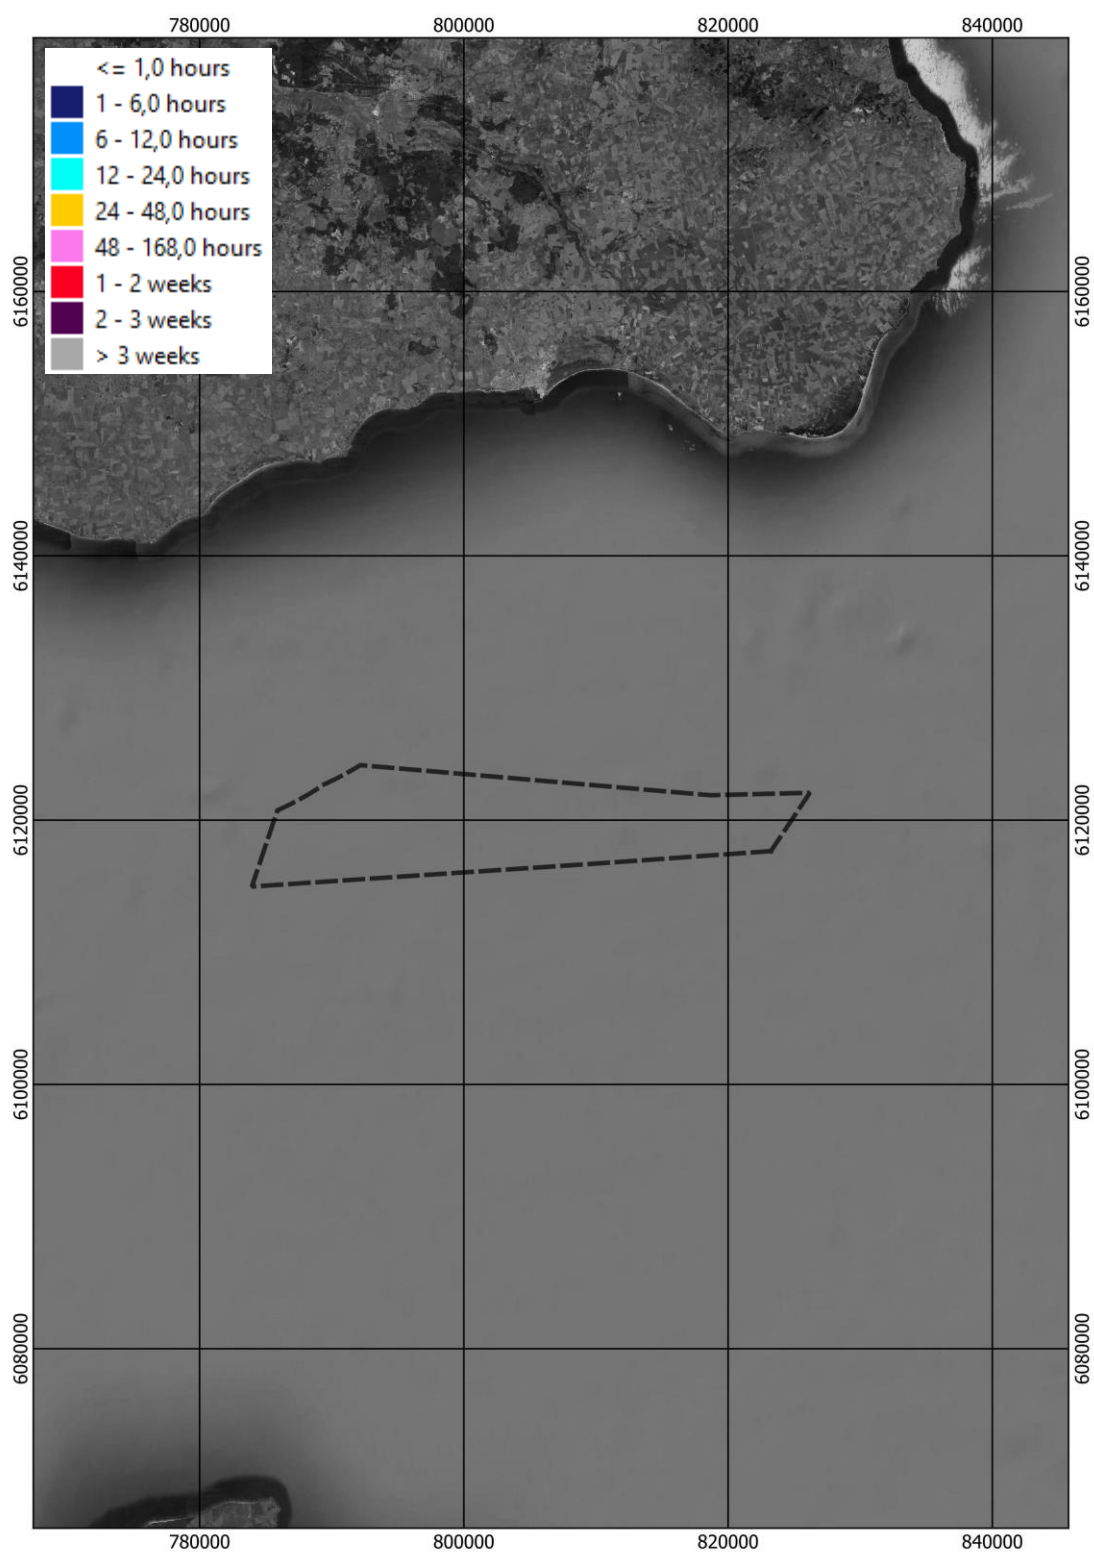 780000 800000 820000 840000
<= 1,0 hours
1 - 6,0 hours
6 - 12,0 hours
12 - 24,0 hours
24 - 48,0 hours
48 - 168,0 hours
1 - 2 weeks
2 - 3 weeks
> 3 weeks
6160000 6160000
6140000 6140000
6120000 6120000
6100000 6100000
6080000 6080000
780000 800000 820000 840000